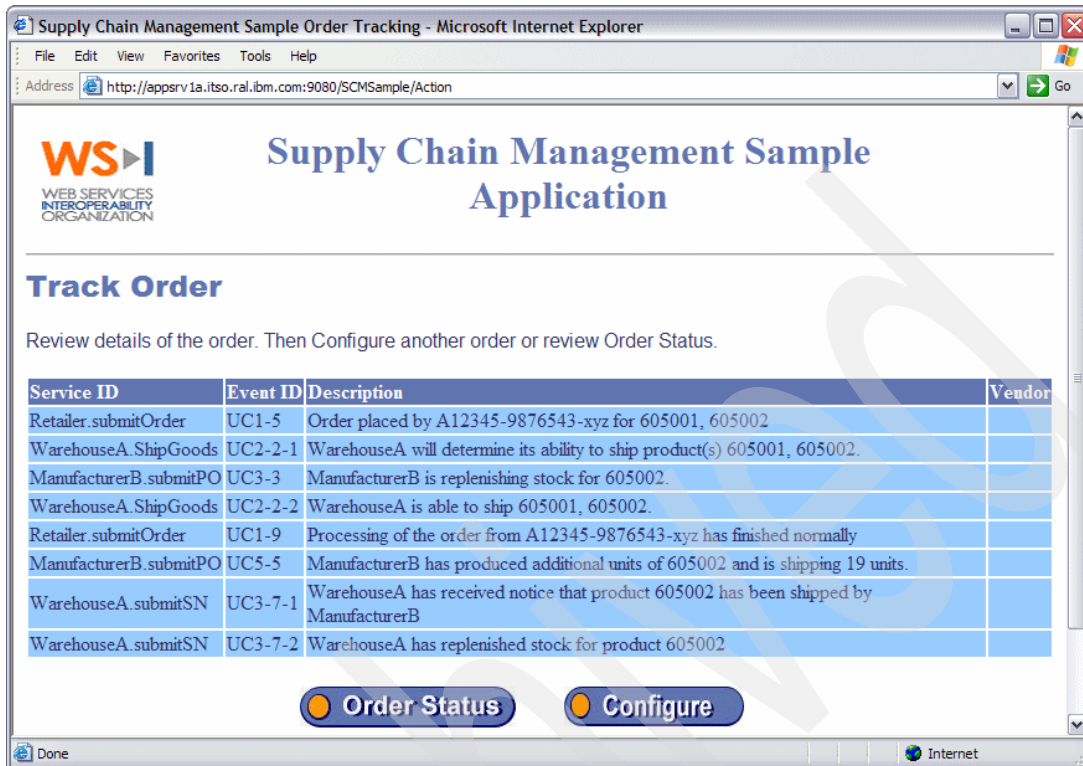 Supply Chain Management Sample Order Tracking - Microsoft Internet Explorer
File Edit View Favorites Tools Help
Address http://appsrv1a.itso.ral.ibm.com:9080/SCMSample/Action Go
WS I
WEB SERVICES
INTEROPERABILITY
ORGANIZATION
Supply Chain Management Sample
Application
Track Order
Review details of the order. Then Configure another order or review Order Status.
Service ID Event ID Description Vendor
Retailer.submitOrder UC1-5 Order placed by A12345-9876543-xyz for 605001, 605002
WarehouseA.ShipGoods UC2-2-1 WarehouseA will determine its ability to ship product(s) 605001, 605002.
ManufacturerB.submitPO UC3-3 ManufacturerB is replenishing stock for 605002.
WarehouseA.ShipGoods UC2-2-2 WarehouseA is able to ship 605001, 605002.
Retailer.submitOrder UC1-9 Processing of the order from A12345-9876543-xyz has finished normally
ManufacturerB.submitPO UC5-5 ManufacturerB has produced additional units of 605002 and is shipping 19 units.
WarehouseA.submitSN UC3-7-1 WarehouseA has received notice that product 605002 has been shipped by
ManufacturerB
WarehouseA.submitSN UC3-7-2 WarehouseA has replenished stock for product 605002
Order Status Configure
Done Internet